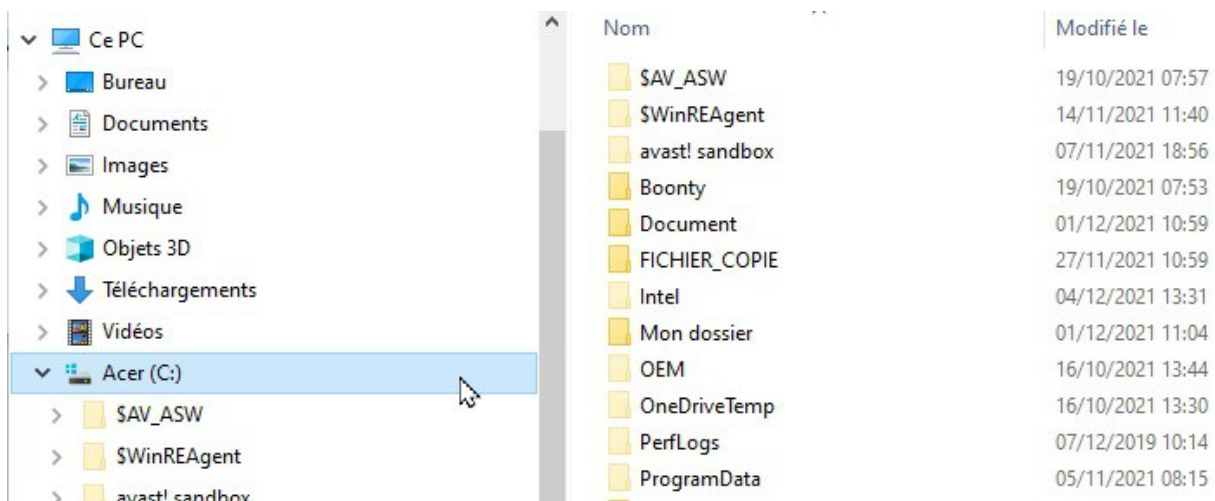 Ce PC
Bureau
Documents
Images
Musique
Objets 3D
Téléchargements
Vidéos
Acer (C:)
$AV_ASW
$WinREAgent
avast! sandbox
Nom Modifié le
$AV_ASW 19/10/2021 07:57
$WinREAgent 14/11/2021 11:40
avast! sandbox 07/11/2021 18:56
Boonty 19/10/2021 07:53
Document 01/12/2021 10:59
FICHIER_COPIE 27/11/2021 10:59
Intel 04/12/2021 13:31
Mon dossier 01/12/2021 11:04
OEM 16/10/2021 13:44
OneDriveTemp 16/10/2021 13:30
PerfLogs 07/12/2019 10:14
ProgramData 05/11/2021 08:15